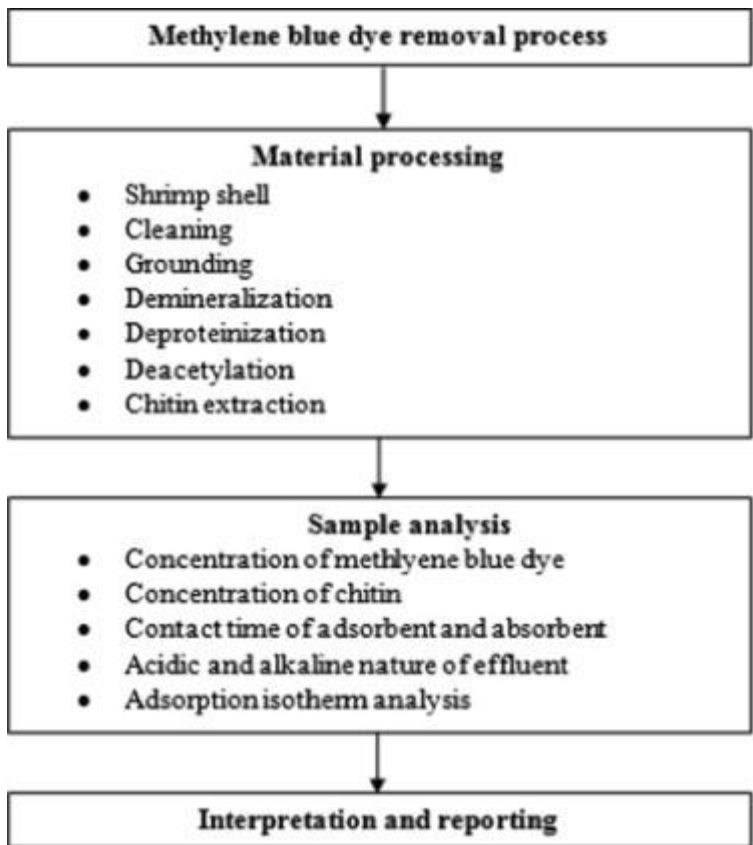 Methylene blue dye removal process
Material processing
• Shrimp shell
• Cleaning
• Grounding
• Demineralization
• Deproteinization
• Deacetylation
• Chitin extraction
Sample analysis
• Concentration of methlyene blue dye
• Concentration of chitin
• Contact time of adsorbent and absorbent
• Acidic and alkaline nature of effluent
• Adsorption isotherm analysis
Interpretation and reporting